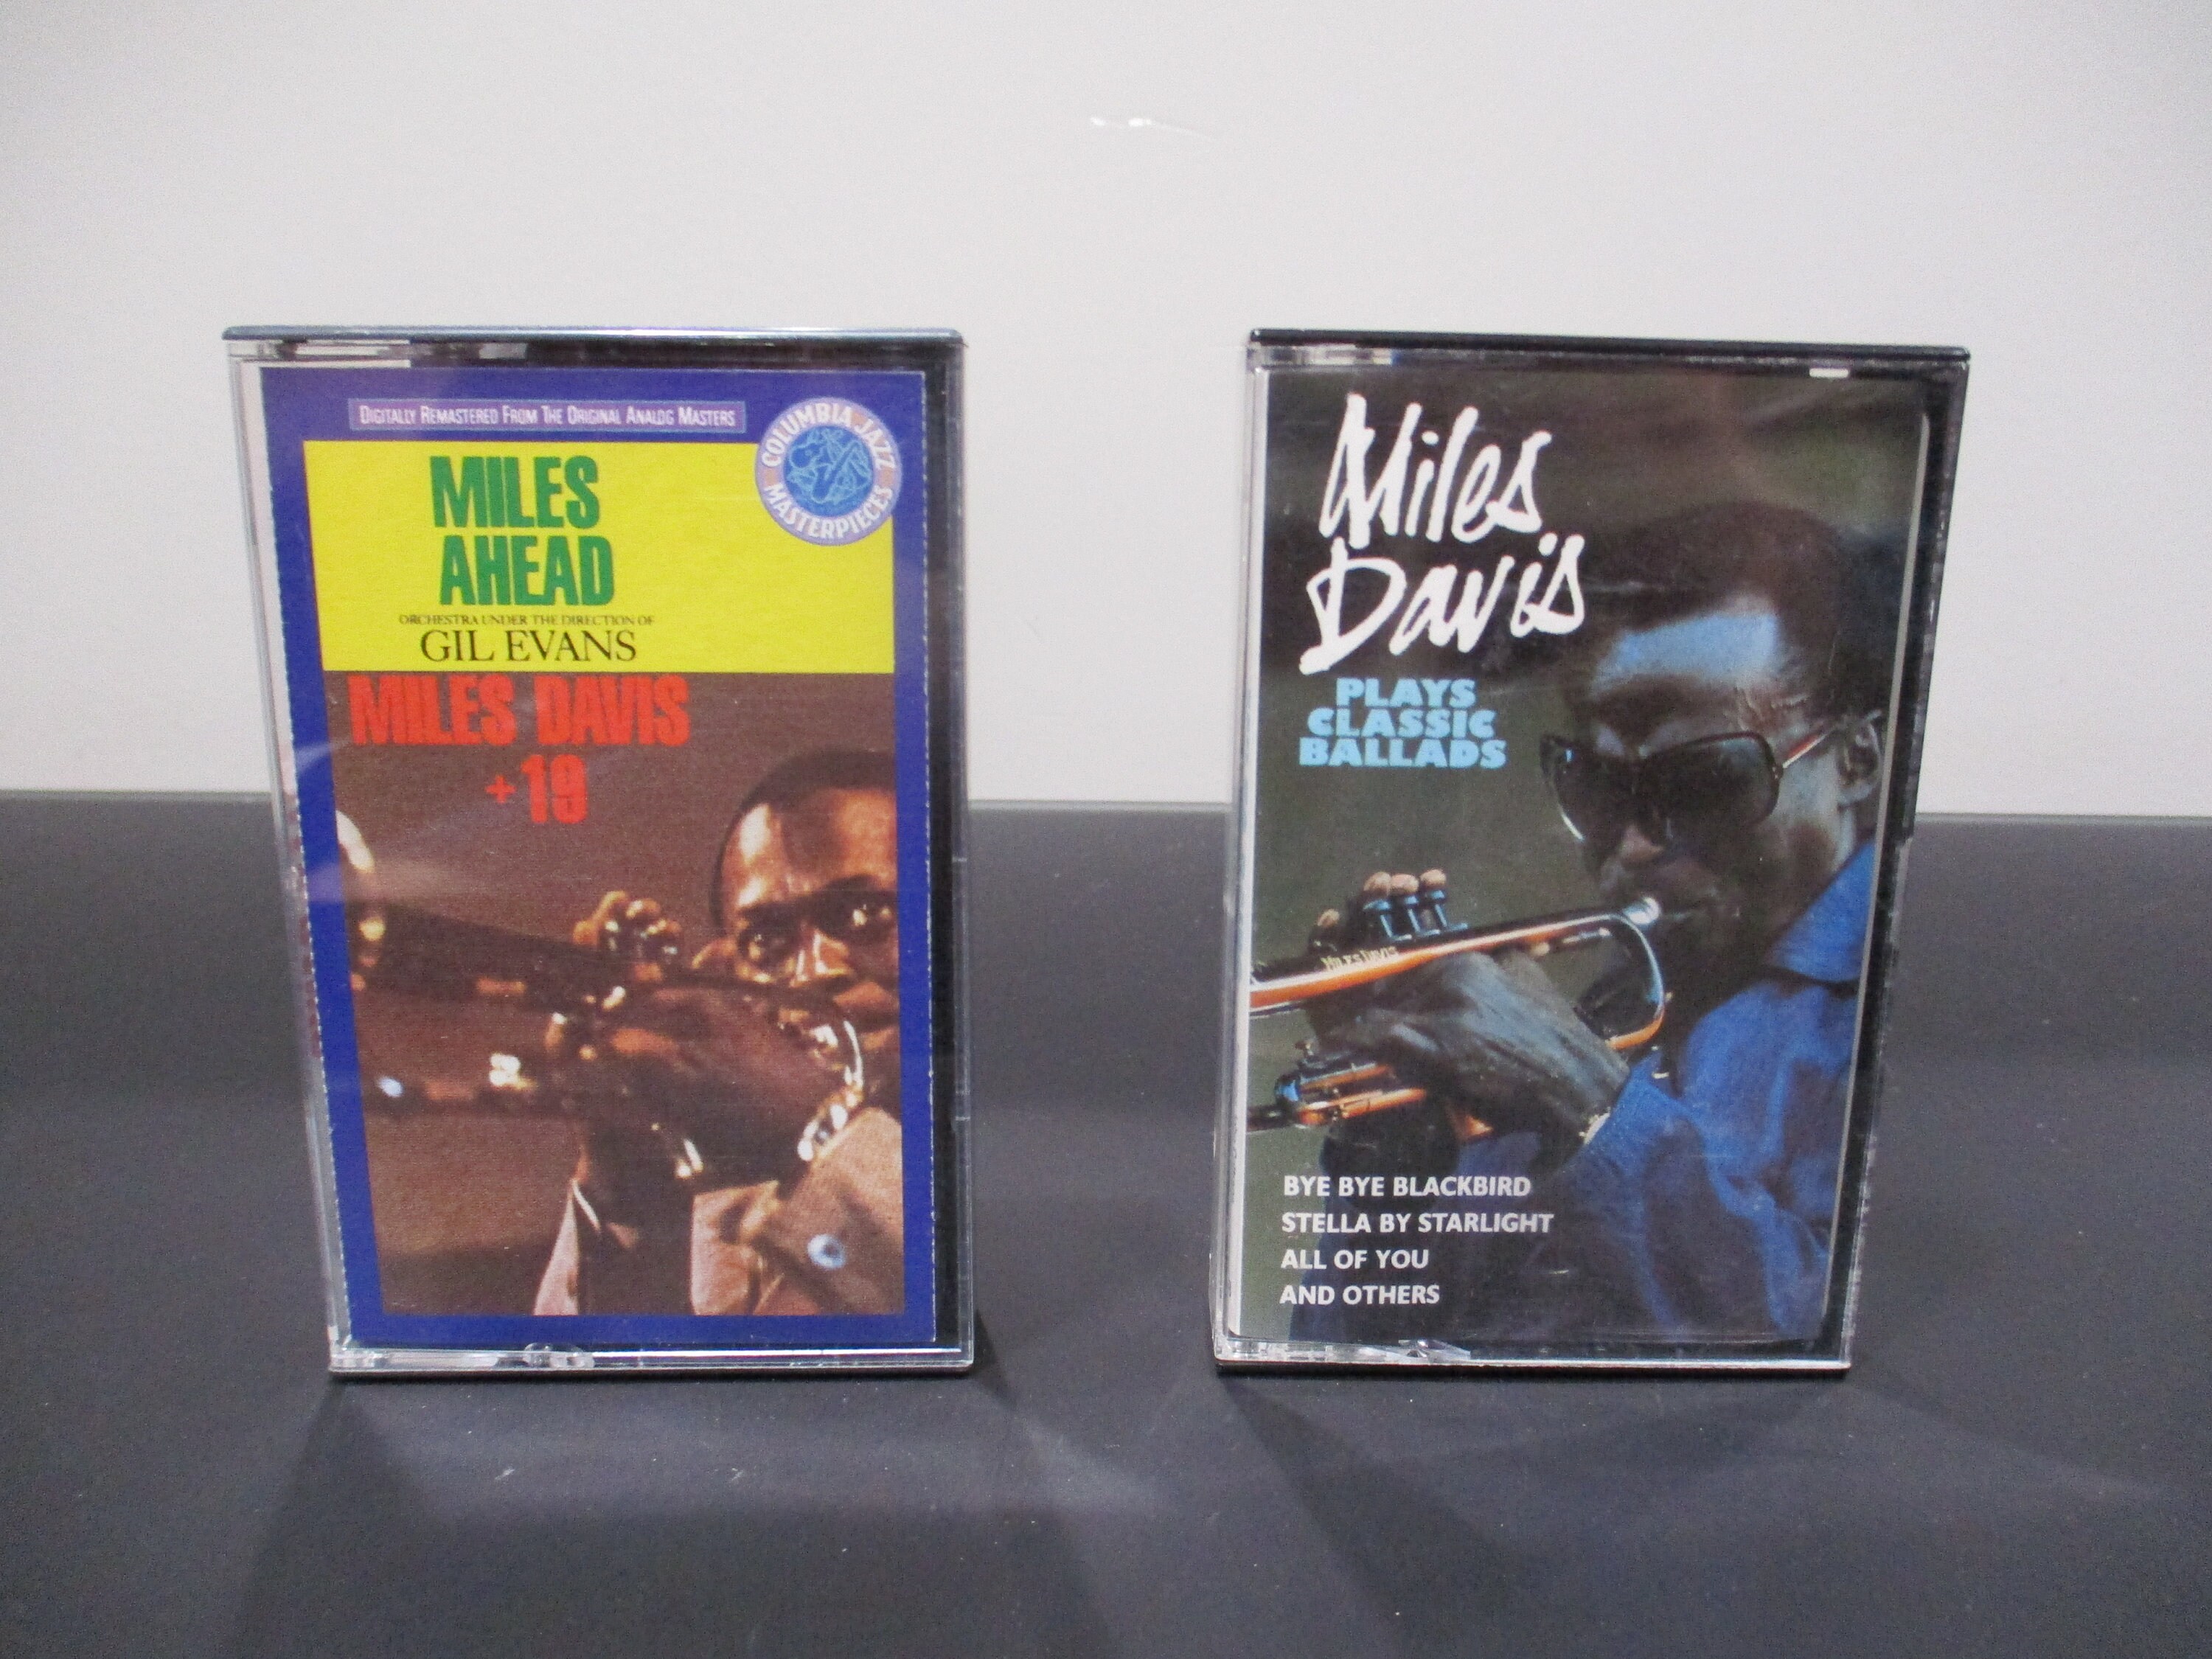 DIGITALLY REMASTERED FROM THE ORIGINAL ANALOG MASTERS
COLUMBIA JAZZ
MASTERPIECES
MILES
AHEAD
ORCHESTRA UNDER THE DIRECTION OF
GIL EVANS
MILES DAVIS
+19
Miles
Davis
PLAYS
CLASSIC
BALLADS
MILES DAVIS
BYE BYE BLACKBIRD
STELLA BY STARLIGHT
ALL OF YOU
AND OTHERS